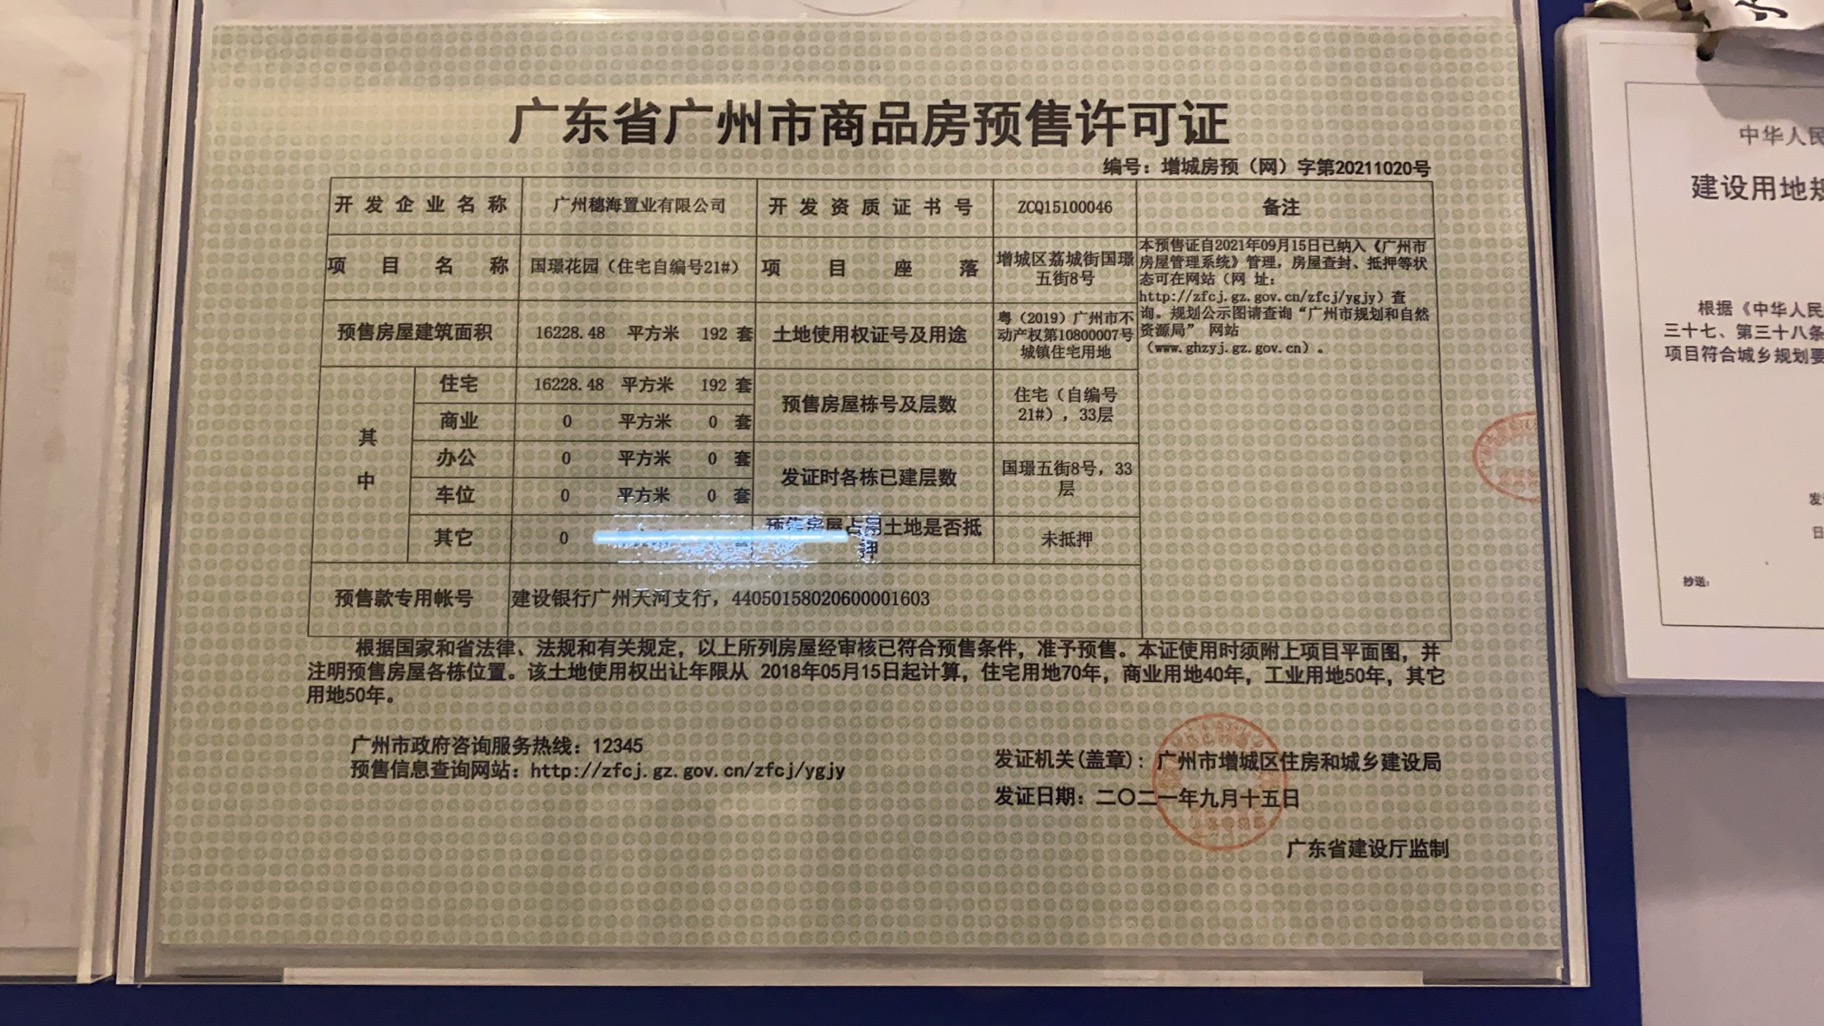 广东省广州市商品房预售许可证
编号：增城房预（网）字第20211020号
开发企业名称 广州穗海置业有限公司 开发资质证书号 ZCQ15100046 备注
项目名称 国璟花园（住宅自编号21#） 项目座落
增城区荔城街国璟
五街8号
本预售证自2021年09月15日已纳入《广州市
房屋管理系统》管理，房屋查封、抵押等状
态可在网站（网 址：
http://zfcj.gz.gov.cn/zfcj/ygjy）查
询。规划公示图请查询“广州市规划和自然
资源局” 网站
（www.ghzyj.gz.gov.cn）。
预售房屋建筑面积 16228.48 平方米 192 套 土地使用权证号及用途
粤（2019）广州市不
动产权第10800007号
城镇住宅用地
其
中
住宅 16228.48 平方米 192 套
商业 0 平方米 0 套
预售房屋栋号及层数
住宅（自编号
21#），33层
办公 0 平方米 0 套
车位 0 平方米 0 套
发证时各栋已建层数
国璟五街8号，33
层
其它 0
预售房屋占用土地是否抵
押
未抵押
预售款专用帐号 建设银行广州天河支行，44050158020600001603
根据国家和省法律、法规和有关规定，以上所列房屋经审核已符合预售条件，准予预售。本证使用时须附上项目平面图，并
注明预售房屋各栋位置。该土地使用权出让年限从 2018年05月15日起计算，住宅用地70年，商业用地40年，工业用地50年，其它
用地50年。
广州市政府咨询服务热线：12345
预售信息查询网站：http://zfcj.gz.gov.cn/zfcj/ygjy
发证机关(盖章)：广州市增城区住房和城乡建设局
发证日期：二〇二一年九月十五日
广东省建设厅监制
中华人民
建设用地规
根据《中华人民
三十七、第三十八条
项目符合城乡规划要
发
日
抄送：